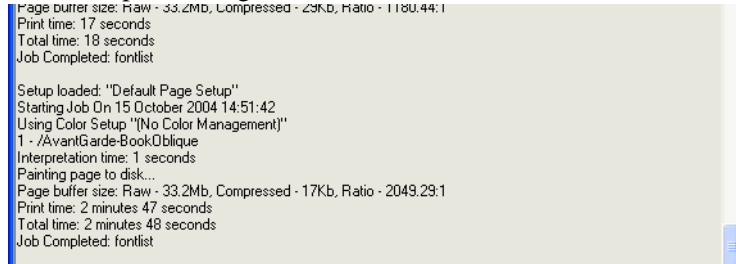 Page buffer size: Raw - 33.2Mb, Compressed - 29Kb, Ratio - 1180.44:1
Print time: 17 seconds
Total time: 18 seconds
Job Completed: fontlist
Setup loaded: "Default Page Setup"
Starting Job On 15 October 2004 14:51:42
Using Color Setup "(No Color Management)"
1 - /AvantGarde-BookOblique
Interpretation time: 1 seconds
Painting page to disk...
Page buffer size: Raw - 33.2Mb, Compressed - 17Kb, Ratio - 2049.29:1
Print time: 2 minutes 47 seconds
Total time: 2 minutes 48 seconds
Job Completed: fontlist